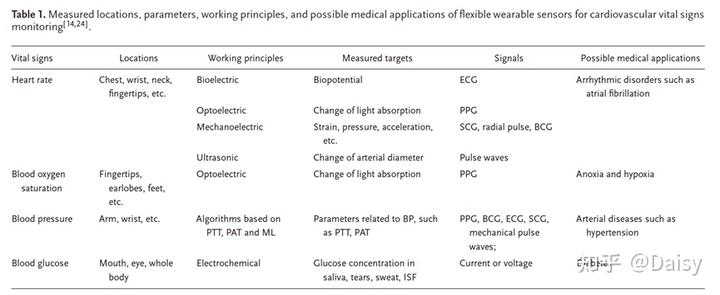 Table 1. Measured locations, parameters, working principles, and possible medical applications of flexible wearable sensors for cardiovascular vital signs
monitoring[14,24].
Vital signs Locations Working principles Measured targets Signals Possible medical applications
Heart rate Chest, wrist, neck, Bioelectric Biopotential ECG Arrhythmic disorders such as
fingertips, etc. atrial fibrillation
Optoelectric Change of light absorption PPG
Mechanoelectric Strain, pressure, acceleration, SCG, radial pulse, BCG
etc.
Ultrasonic Change of arterial diameter Pulse waves
Blood oxygen Fingertips, Optoelectric Change of light absorption PPG Anoxia and hypoxia
saturation earlobes, feet,
etc.
Blood pressure Arm, wrist, etc. Algorithms based on Parameters related to BP, such PPG, BCG, ECG, SCG, Arterial diseases such as
PTT, PAT and ML as PTT, PAT mechanical pulse hypertension
waves;
Blood glucose Mouth, eye, whole Electrochemical Glucose concentration in Current or voltage Diabetes
body saliva, tears, sweat, ISF
知乎 @Daisy